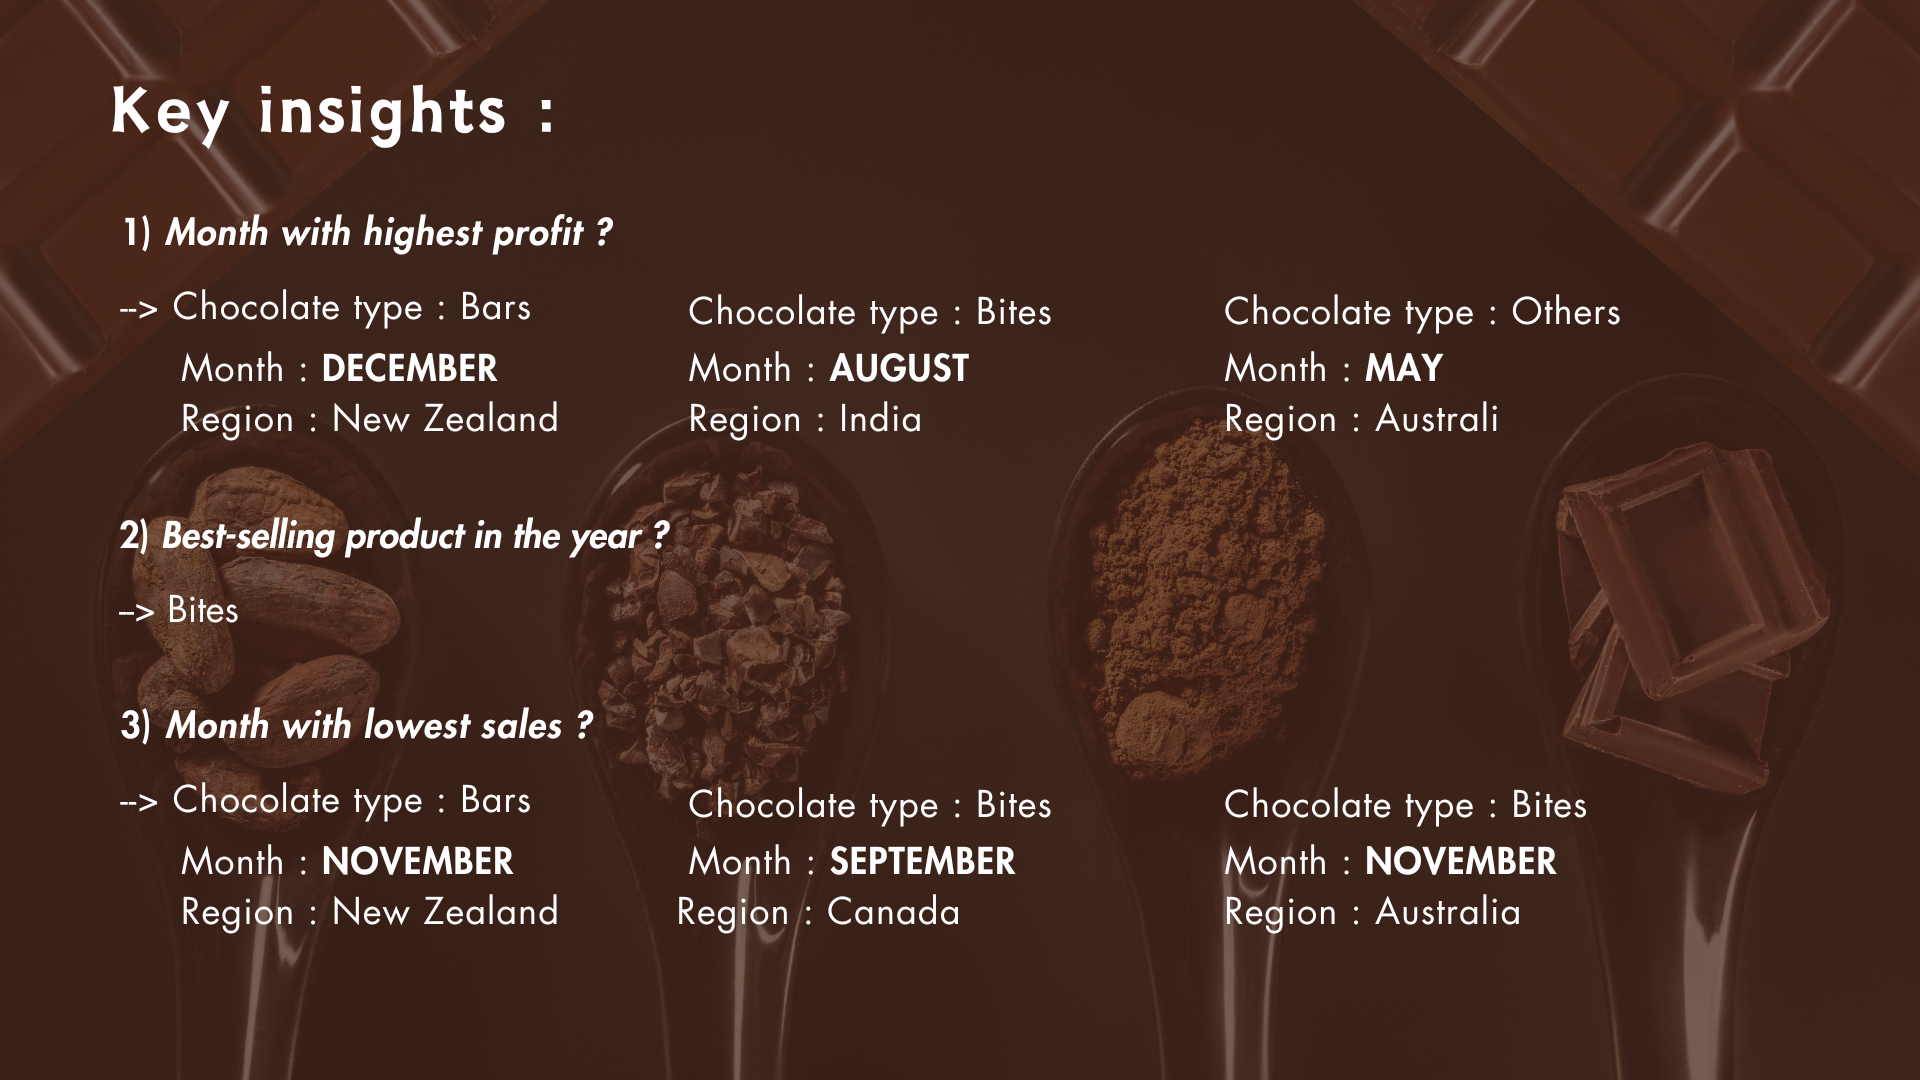 Key insights :
1) Month with highest profit ?
--> Chocolate type : Bars
Month : DECEMBER
Region : New Zealand
Chocolate type : Bites
Month : AUGUST
Region : India
Chocolate type : Others
Month : MAY
Region : Australi
2) Best-selling product in the year ?
--> Bites
3) Month with lowest sales ?
--> Chocolate type : Bars
Month : NOVEMBER
Region : New Zealand
Chocolate type : Bites
Month : SEPTEMBER
Region : Canada
Chocolate type : Bites
Month : NOVEMBER
Region : Australia